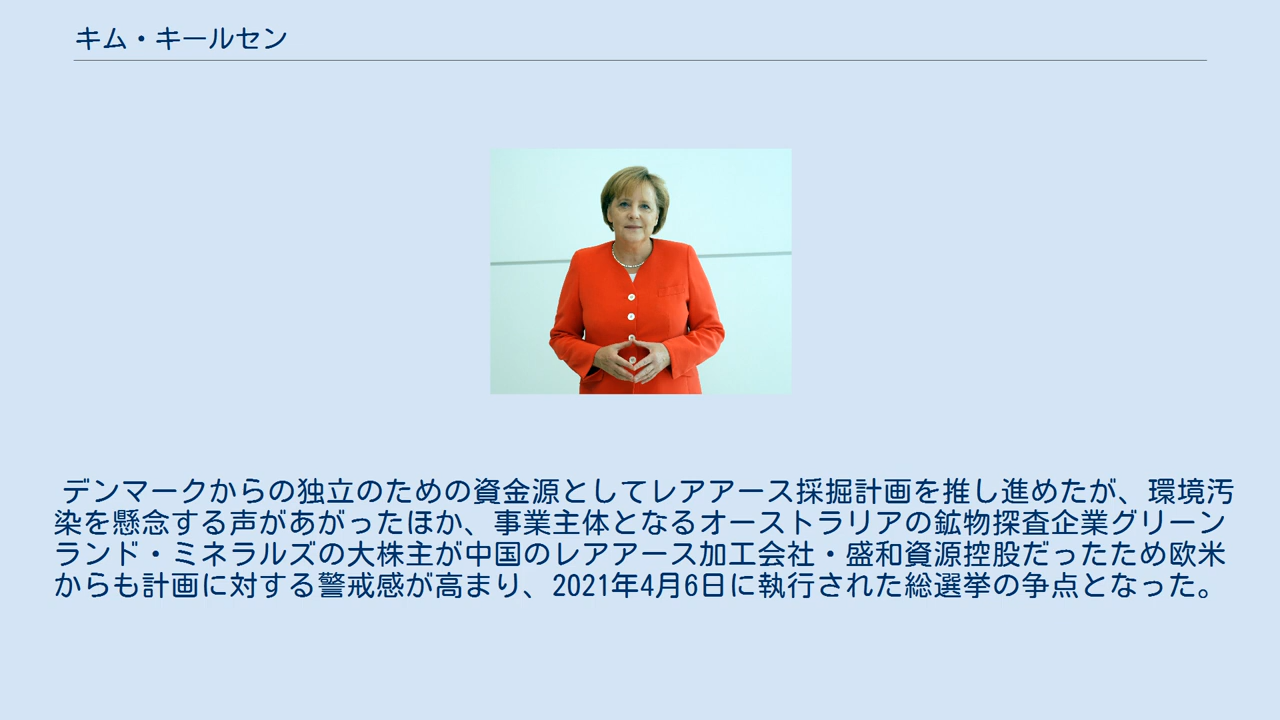 キム・キールセン
デンマークからの独立のための資金源としてレアアース採掘計画を推し進めたが、環境汚
染を懸念する声があがったほか、事業主体となるオーストラリアの鉱物探査企業グリーン
ランド・ミネラルズの大株主が中国のレアアース加工会社・盛和資源控股だったため欧米
からも計画に対する警戒感が高まり、2021年4月6日に執行された総選挙の争点となった。